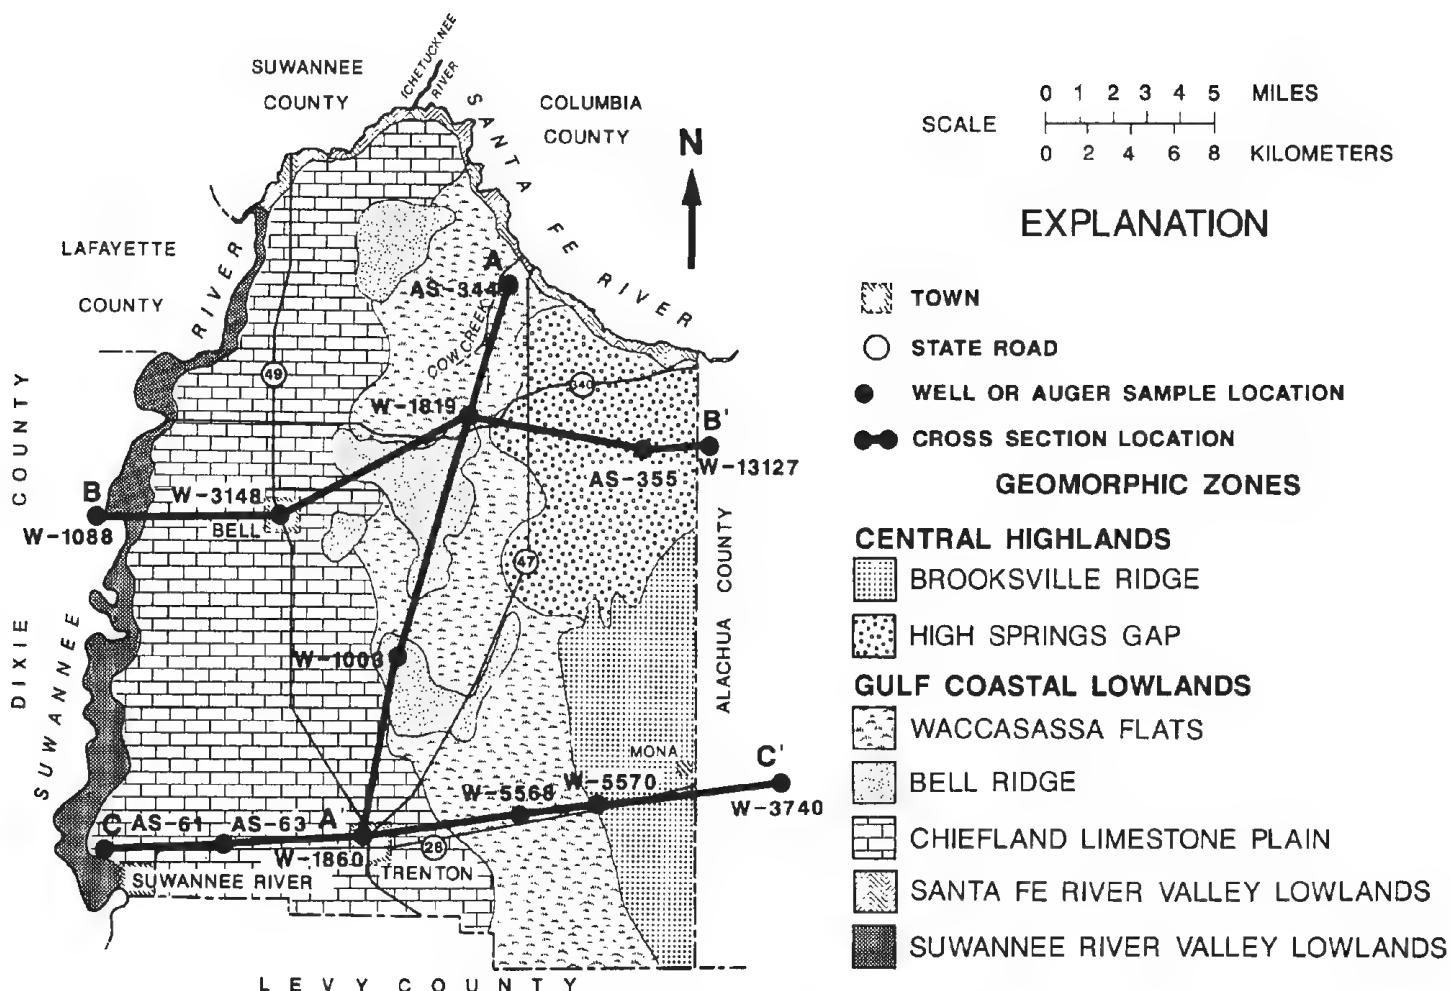 SUWANNEE
COUNTY
ICHETUCKNEE
RIVER
COLUMBIA
COUNTY
SANTA FE RIVER
N
LAFAYETTE
COUNTY
RIVER
A
AS-344
COW CREEK
49
340
W-1819
B'
W-13127
AS-355
B
W-3148
BELL
W-1088
DIXIE COUNTY
SUWANNEE
47
ALACHUA COUNTY
W-1003
MONA
C'
W-3740
W-5570
W-5568
C
AS-61
AS-63
A'
W-1860
28
TRENTON
SUWANNEE RIVER
LEVY COUNTY
SCALE
0 1 2 3 4 5 MILES
0 2 4 6 8 KILOMETERS
EXPLANATION
TOWN
STATE ROAD
WELL OR AUGER SAMPLE LOCATION
CROSS SECTION LOCATION
GEOMORPHIC ZONES
CENTRAL HIGHLANDS
BROOKSVILLE RIDGE
HIGH SPRINGS GAP
GULF COASTAL LOWLANDS
WACCASASSA FLATS
BELL RIDGE
CHIEFLAND LIMESTONE PLAIN
SANTA FE RIVER VALLEY LOWLANDS
SUWANNEE RIVER VALLEY LOWLANDS